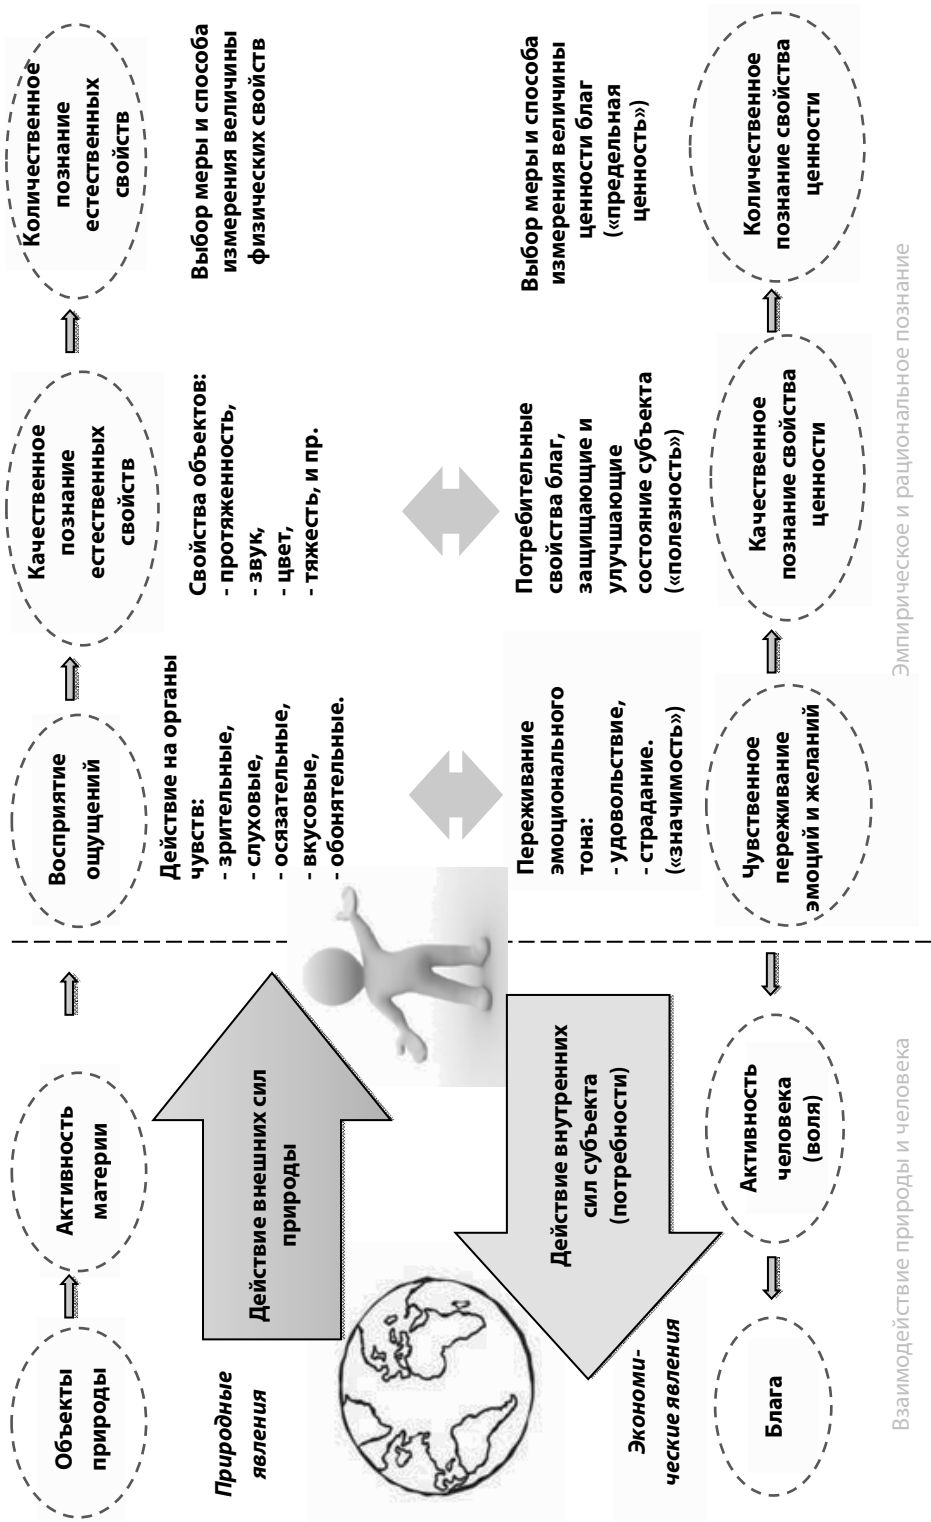 Объекты
природы
Активность
материи
Восприятие
ощущений
Качественное
познание
естественных
свойств
Количественное
познание
естественных
свойств
Природные
явления
Действие внешних сил
природы
Действие на органы
чувств:
- зрительные,
- слуховые,
- осязательные,
- вкусовые,
- обонятельные.
Свойства объектов:
- протяженность,
- звук,
- цвет,
- тяжесть, и пр.
Выбор меры и способа
измерения величины
физических свойств
Экономи-
ческие явления
Действие внутренних
сил субъекта
(потребности)
Переживание
эмоционального
тона:
- удовольствие,
- страдание.
(«значимость»)
Потребительные
свойства благ,
защищающие и
улучшающие
состояние субъекта
(«полезность»)
Выбор меры и способа
измерения величины
ценности благ
(«предельная
ценность»)
Блага
Активность
человека
(воля)
Чувственное
переживание
эмоций и желаний
Качественное
познание свойства
ценности
Количественное
познание свойства
ценности
Взаимодействие природы и человека
Эмпирическое и рациональное познание